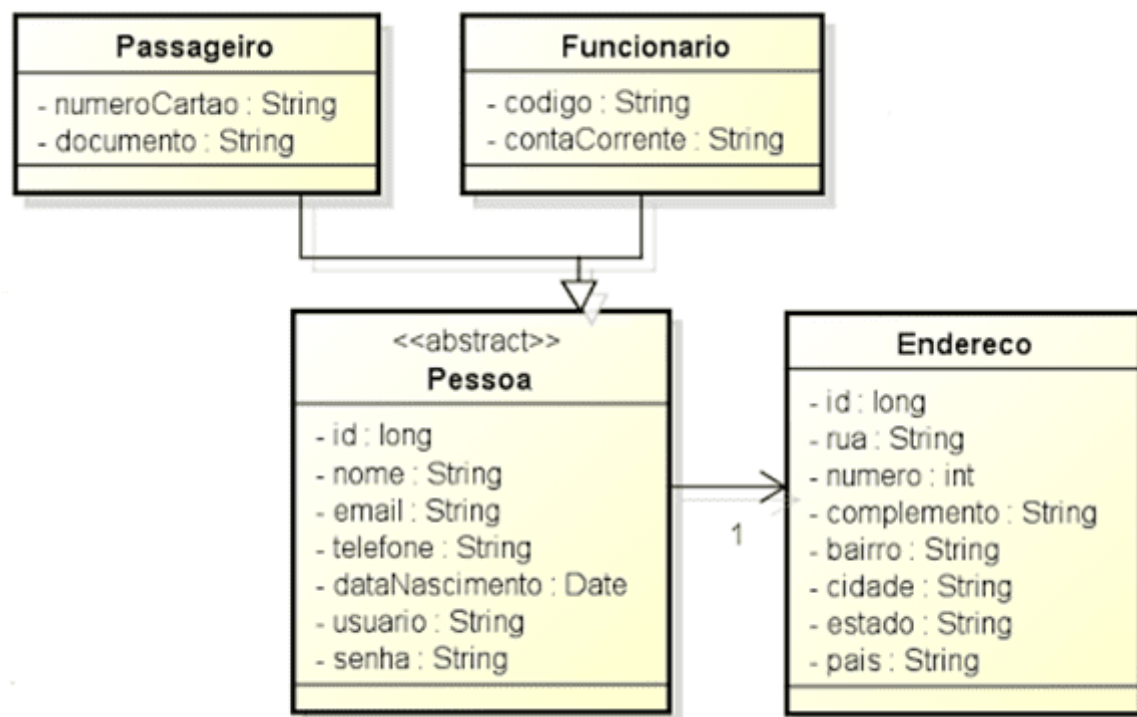 Passageiro
- numeroCartao : String
- documento : String
Funcionario
- codigo : String
- contaCorrente : String
<<abstract>>
Pessoa
- id : long
- nome : String
- email : String
- telefone : String
- dataNascimento : Date
- usuario : String
- senha : String
1
Endereco
- id : long
- rua : String
- numero : int
- complemento : String
- bairro : String
- cidade : String
- estado : String
- pais : String